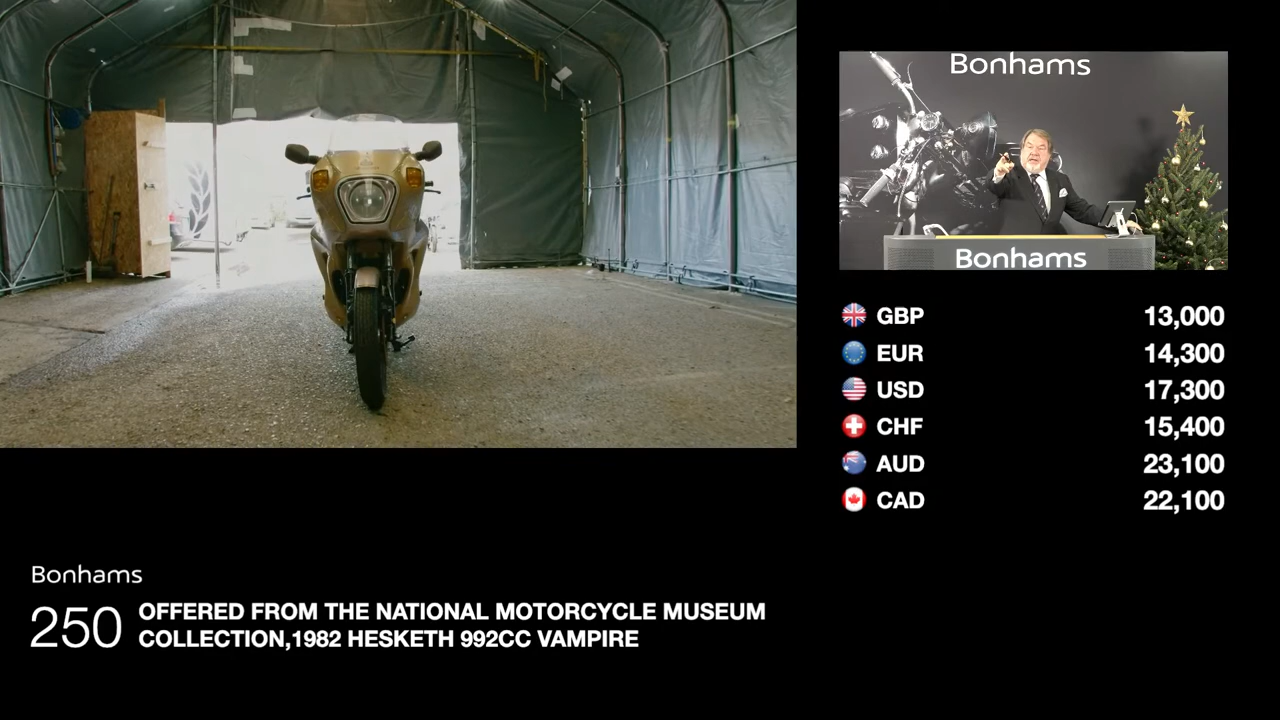 Bonhams
Bonhams
GBP 13,000
EUR 14,300
USD 17,300
CHF 15,400
AUD 23,100
CAD 22,100
Bonhams
250 OFFERED FROM THE NATIONAL MOTORCYCLE MUSEUM
COLLECTION,1982 HESKETH 992CC VAMPIRE